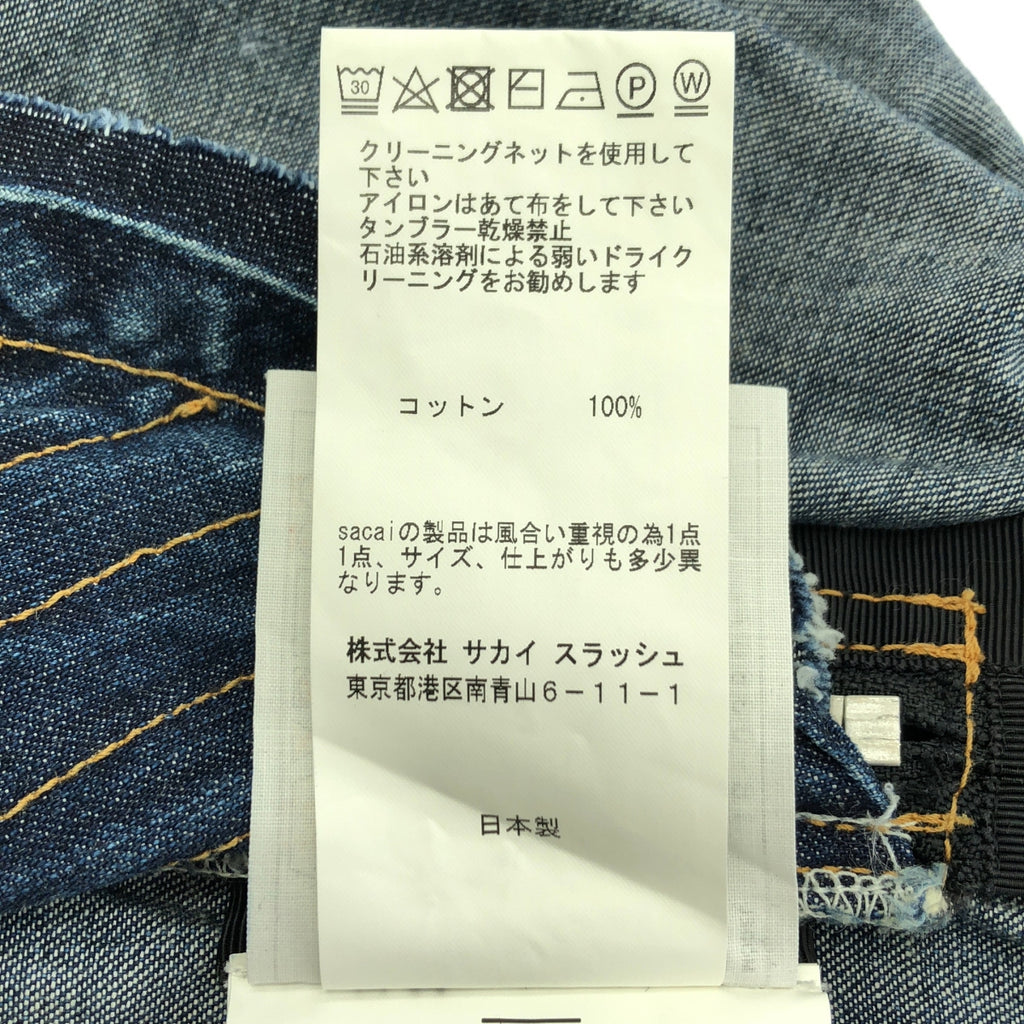 30 P W
クリーニングネットを使用して
下さい
アイロンはあて布をして下さい
タンブラー乾燥禁止
石油系溶剤による弱いドライク
リーニングをお勧めします
コットン 100%
sacaiの製品は風合い重視の為1点
1点、サイズ、仕上がりも多少異
なります。
株式会社 サカイ スラッシュ
東京都港区南青山6-11-1
日本製